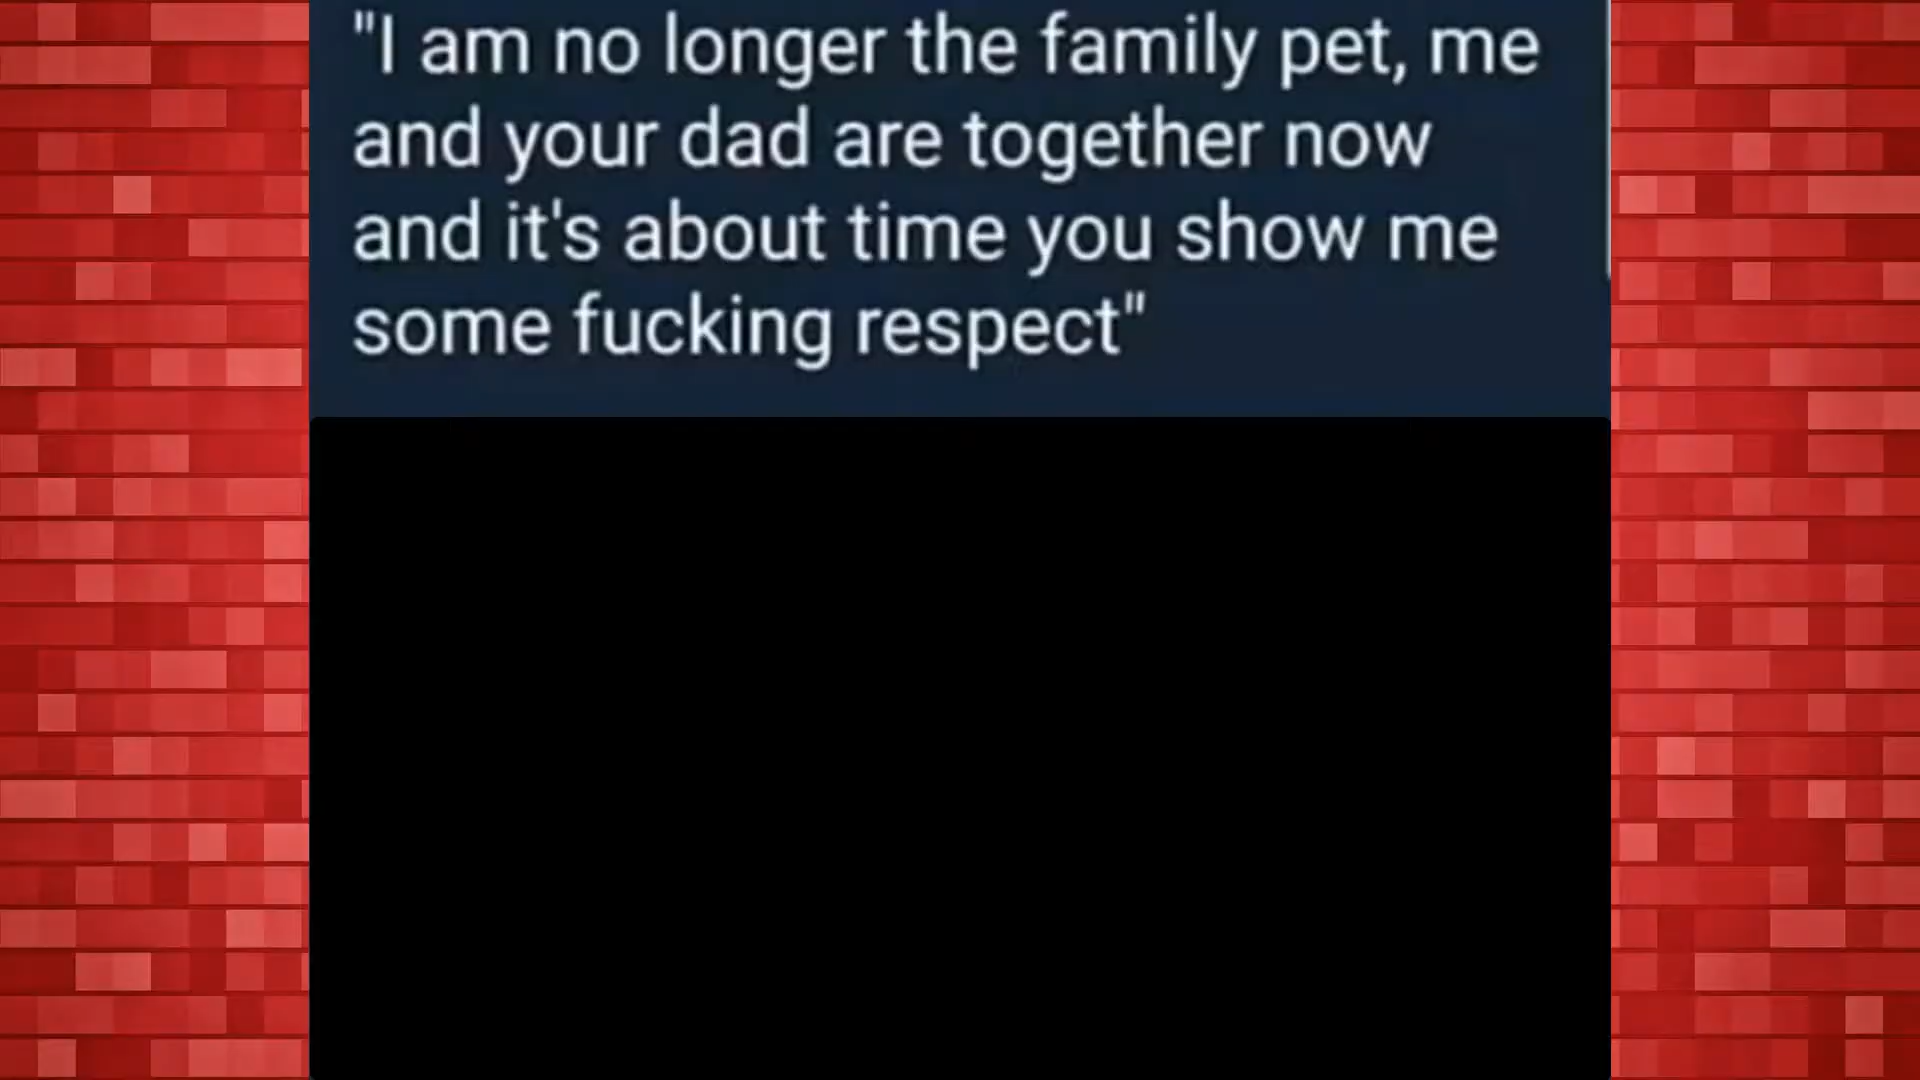 "I am no longer the family pet, me
and your dad are together now
and it's about time you show me
some fucking respect"